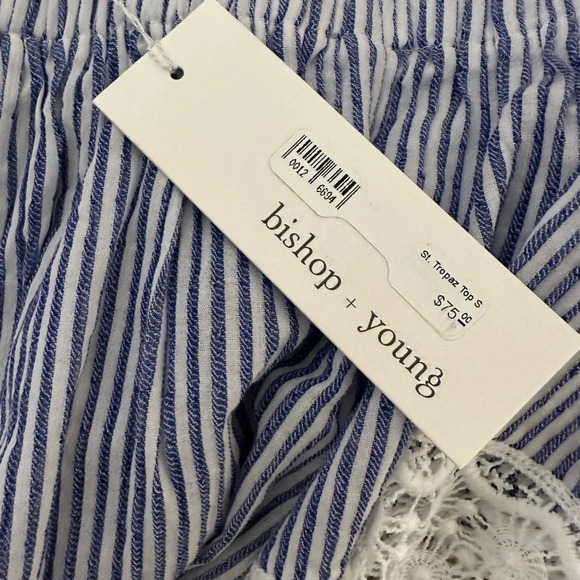 0012 6694
bishop + young
St. Tropaz Top S
$75.00